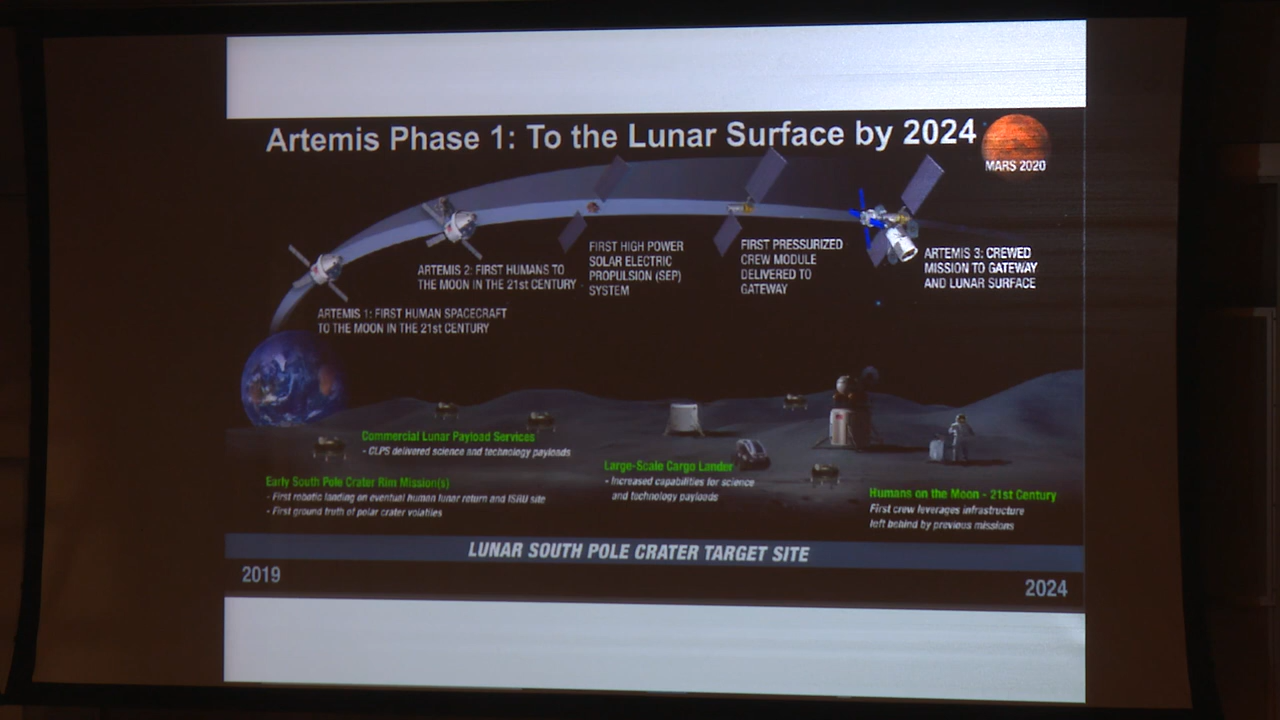 Artemis Phase 1: To the Lunar Surface by 2024
MARS 2020
ARTEMIS 1: FIRST HUMAN SPACECRAFT
TO THE MOON IN THE 21st CENTURY
ARTEMIS 2: FIRST HUMANS TO
THE MOON IN THE 21st CENTURY
FIRST HIGH POWER
SOLAR ELECTRIC
PROPULSION (SEP)
SYSTEM
FIRST PRESSURIZED
CREW MODULE
DELIVERED TO
GATEWAY
ARTEMIS 3: CREWED
MISSION TO GATEWAY
AND LUNAR SURFACE
Commercial Lunar Payload Services
- CLPS delivered science and technology payloads
Early South Pole Crater Rim Mission(s)
- First robotic landing on eventual human lunar return and ISRU site
- First ground truth of polar crater volatiles
Large-Scale Cargo Lander
- Increased capabilities for science
and technology payloads
Humans on the Moon - 21st Century
First crew leverages infrastructure
left behind by previous missions
LUNAR SOUTH POLE CRATER TARGET SITE
2019
2024